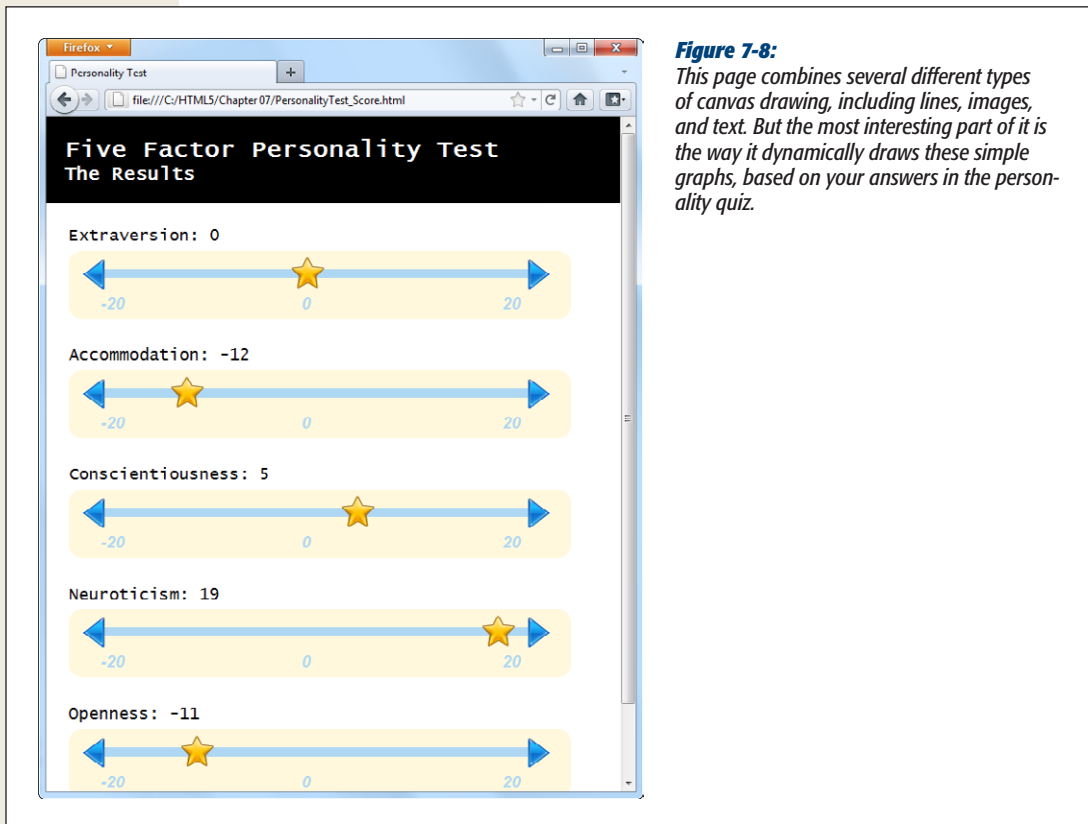 Firefox
Personality Test
file:///C:/HTML5/Chapter 07/PersonalityTest_Score.html
Five Factor Personality Test
The Results
Extraversion: 0
-20 0 20
Accommodation: -12
-20 0 20
Conscientiousness: 5
-20 0 20
Neuroticism: 19
-20 0 20
Openness: -11
-20 0 20
Figure 7-8:
This page combines several different types
of canvas drawing, including lines, images,
and text. But the most interesting part of it is
the way it dynamically draws these simple
graphs, based on your answers in the person-
ality quiz.